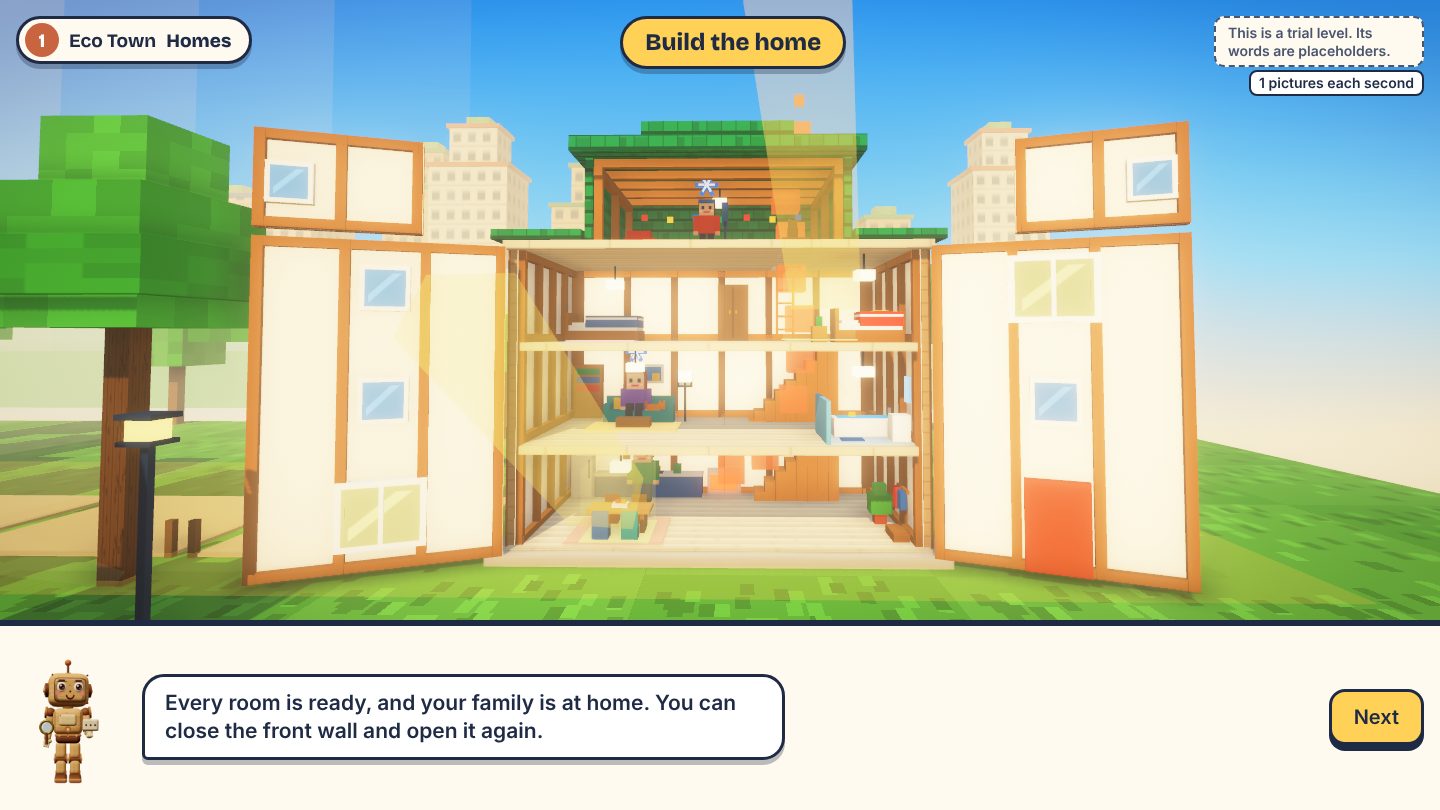 1 Eco Town Homes
Build the home
This is a trial level. Its
words are placeholders.
1 pictures each second
Every room is ready, and your family is at home. You can
close the front wall and open it again.
Next